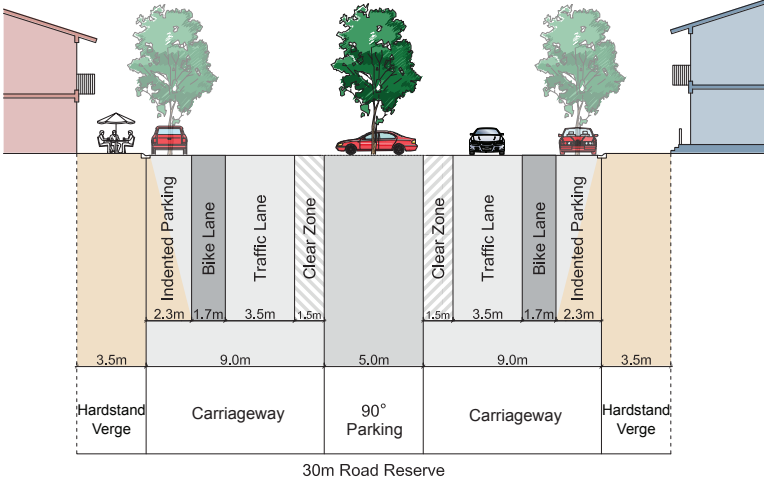 Indented Parking
Bike Lane
Traffic Lane
Clear Zone
Clear Zone
Traffic Lane
Bike Lane
Indented Parking
2.3m 1.7m 3.5m 1.5m 1.5m 3.5m 1.7m 2.3m
3.5m 9.0m 5.0m 9.0m 3.5m
Hardstand
Verge
Carriageway
90°
Parking
Carriageway
Hardstand
Verge
30m Road Reserve